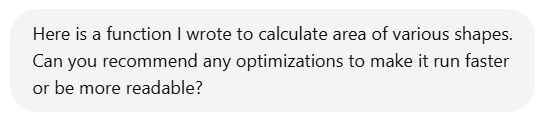 Here is a function I wrote to calculate area of various shapes.
Can you recommend any optimizations to make it run faster
or be more readable?